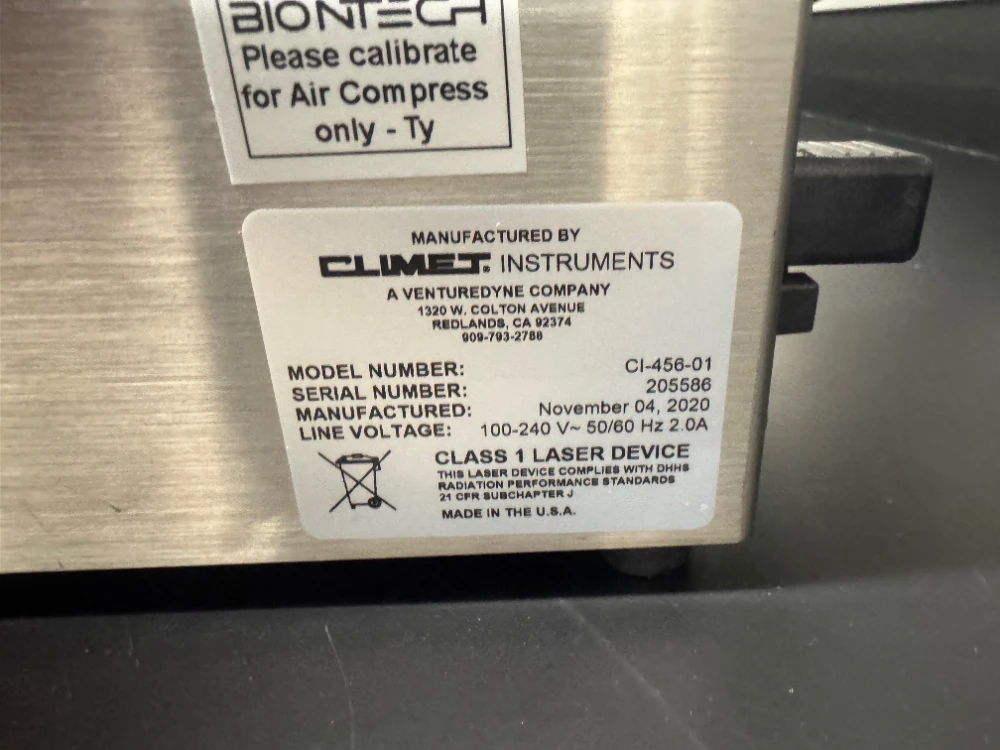 BIONTECH
Please calibrate
for Air Compress
only - Ty
MANUFACTURED BY
CLIMET® INSTRUMENTS
A VENTUREDYNE COMPANY
1320 W. COLTON AVENUE
REDLANDS, CA 92374
909-793-2788
MODEL NUMBER: CI-456-01
SERIAL NUMBER: 205586
MANUFACTURED: November 04, 2020
LINE VOLTAGE: 100-240 V~ 50/60 Hz 2.0A
CLASS 1 LASER DEVICE
THIS LASER DEVICE COMPLIES WITH DHHS
RADIATION PERFORMANCE STANDARDS
21 CFR SUBCHAPTER J
MADE IN THE U.S.A.